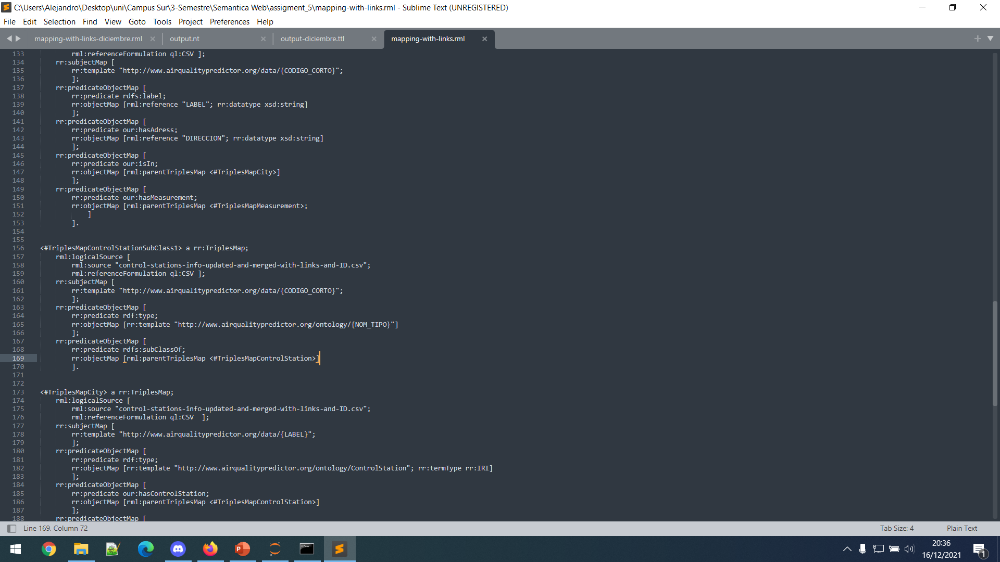 C:\Users\Alejandro\Desktop\uni\Campus Sur\3-Semestre\Semantica Web\assigment_5\mapping-with-links.rml - Sublime Text (UNREGISTERED)
File Edit Selection Find View Goto Tools Project Preferences Help
mapping-with-links-diciembre.rml output.nt output-diciembre.ttl mapping-with-links.rml
133 rml:referenceFormulation ql:CSV ];
134 rr:subjectMap [
135 rr:template "http://www.airqualitypredictor.org/data/{CODIGO_CORTO}";
136 ];
137 rr:predicateObjectMap [
138 rr:predicate rdfs:label;
139 rr:objectMap [rml:reference "LABEL"; rr:datatype xsd:string]
140 ];
141 rr:predicateObjectMap [
142 rr:predicate our:hasAdress;
143 rr:objectMap [rml:reference "DIRECCION"; rr:datatype xsd:string]
144 ];
145 rr:predicateObjectMap [
146 rr:predicate our:isIn;
147 rr:objectMap [rml:parentTriplesMap <#TriplesMapCity>]
148 ];
149 rr:predicateObjectMap [
150 rr:predicate our:hasMeasurement;
151 rr:objectMap [rml:parentTriplesMap <#TriplesMapMeasurement>;
152 ]
153 ].
154
155
156 <#TriplesMapControlStationSubClass1> a rr:TriplesMap;
157 rml:logicalSource [
158 rml:source "control-stations-info-updated-and-merged-with-links-and-ID.csv";
159 rml:referenceFormulation ql:CSV ];
160 rr:subjectMap [
161 rr:template "http://www.airqualitypredictor.org/data/{CODIGO_CORTO}";
162 ];
163 rr:predicateObjectMap [
164 rr:predicate rdf:type;
165 rr:objectMap [rr:template "http://www.airqualitypredictor.org/ontology/{NOM_TIPO}"]
166 ];
167 rr:predicateObjectMap [
168 rr:predicate rdfs:subClassOf;
169 rr:objectMap [rml:parentTriplesMap <#TriplesMapControlStation>]
170 ].
171
172
173 <#TriplesMapCity> a rr:TriplesMap;
174 rml:logicalSource [
175 rml:source "control-stations-info-updated-and-merged-with-links-and-ID.csv";
176 rml:referenceFormulation ql:CSV  ];
177 rr:subjectMap [
178 rr:template "http://www.airqualitypredictor.org/data/{LABEL}";
179 ];
180 rr:predicateObjectMap [
181 rr:predicate rdf:type;
182 rr:objectMap [rr:template "http://www.airqualitypredictor.org/ontology/ControlStation"; rr:termType rr:IRI]
183 ];
184 rr:predicateObjectMap [
185 rr:predicate our:hasControlStation;
186 rr:objectMap [rml:parentTriplesMap <#TriplesMapControlStation>]
187 ];
188 rr:predicateObjectMap [
Line 169, Column 72 Tab Size: 4 Plain Text
20:36
16/12/2021
1